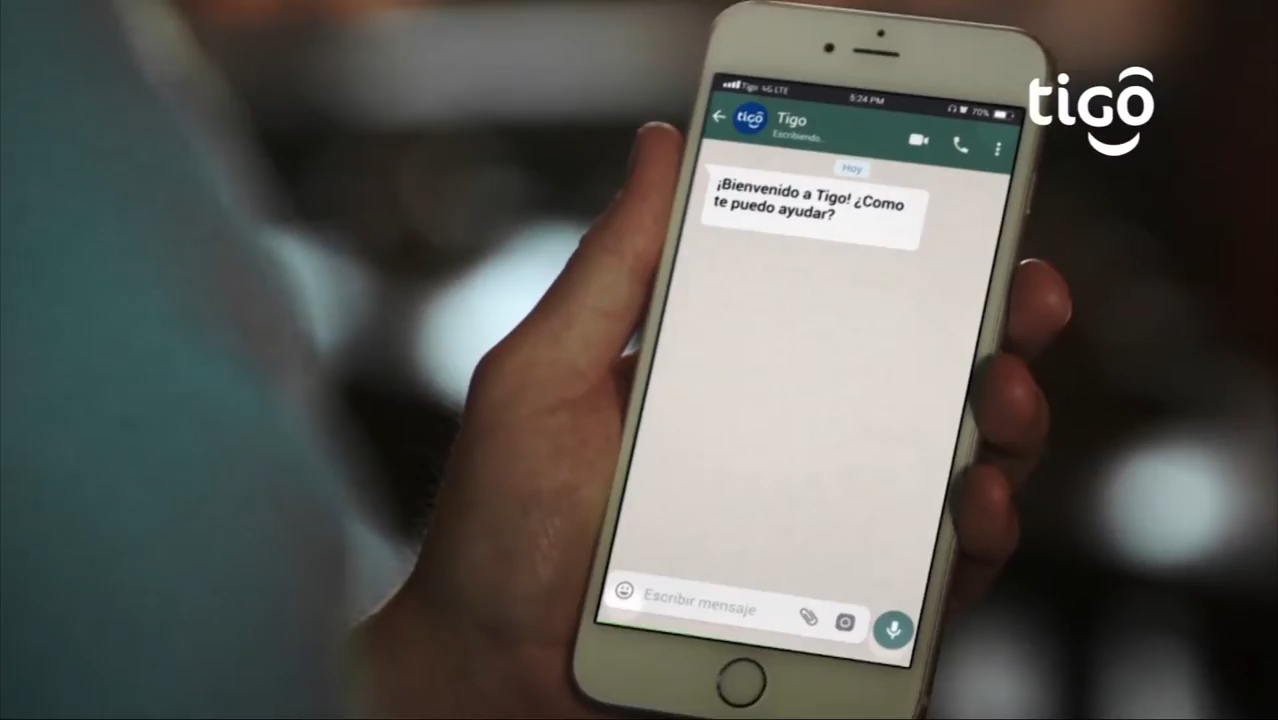 tigo
Tigo 4G LTE
5:24 PM
70%
tigo
Tigo
Escribiendo...
Hoy
¡Bienvenido a Tigo! ¿Como
te puedo ayudar?
Escribir mensaje